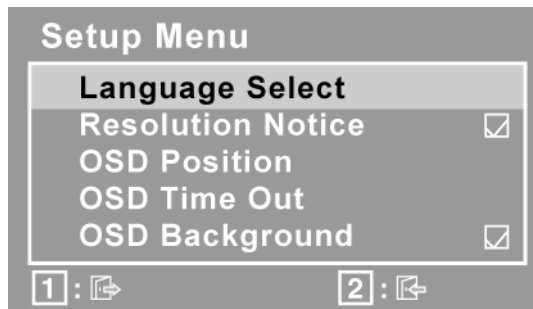 Setup Menu
Language Select
Resolution Notice
OSD Position
OSD Time Out
OSD Background
1 : 2 :